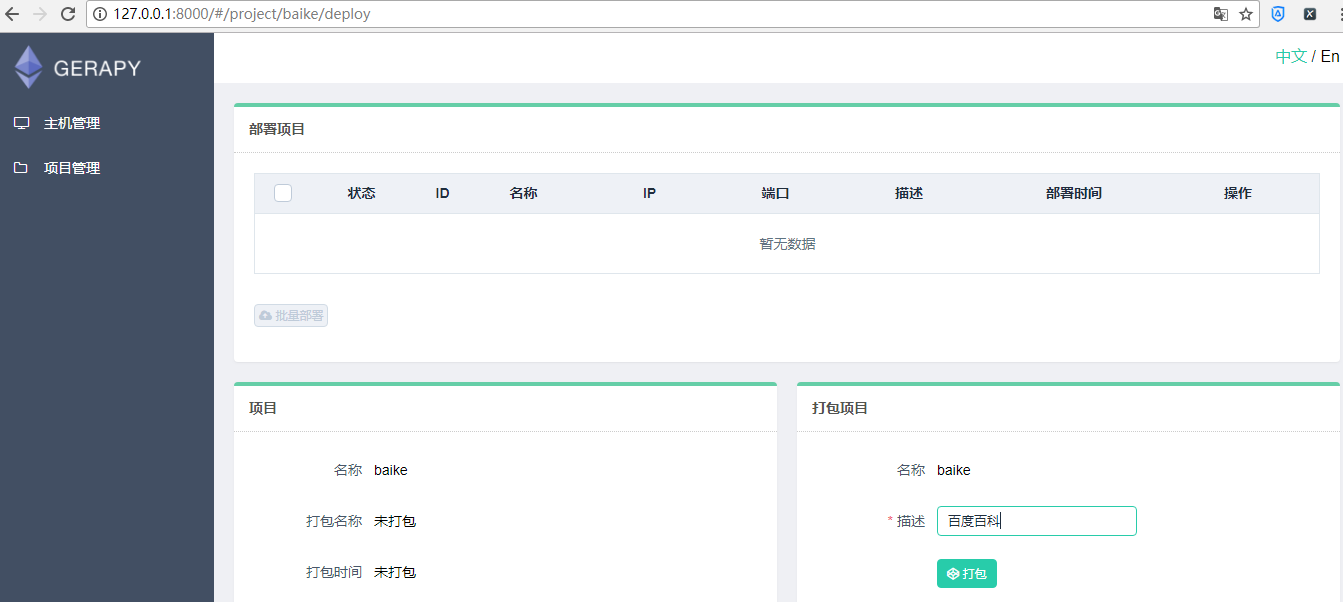 127.0.0.1:8000/#/project/baike/deploy
GERAPY
中文 / En
主机管理
项目管理
部署项目
状态 ID 名称 IP 端口 描述 部署时间 操作
暂无数据
批量部署
项目
名称 baike
打包名称 未打包
打包时间 未打包
打包项目
名称 baike
* 描述 百度百科
打包